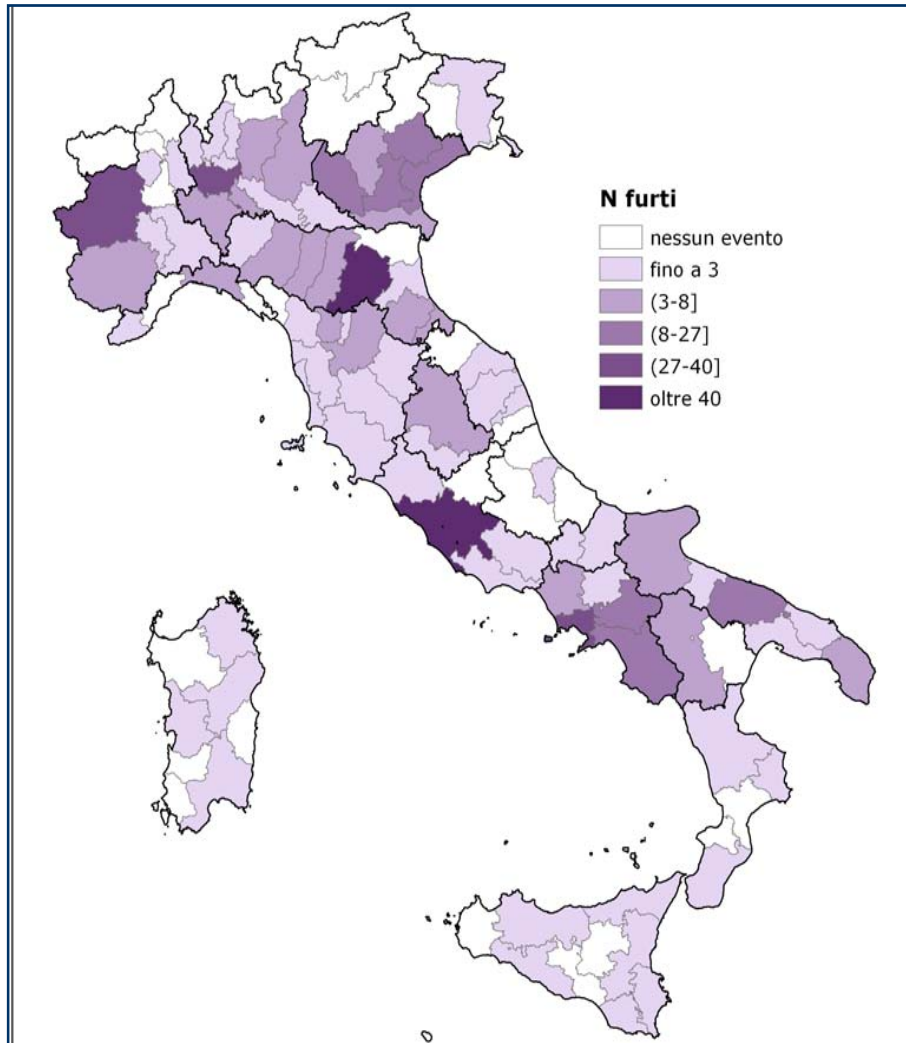 N furti
nessun evento
fino a 3
(3-8]
(8-27]
(27-40]
oltre 40